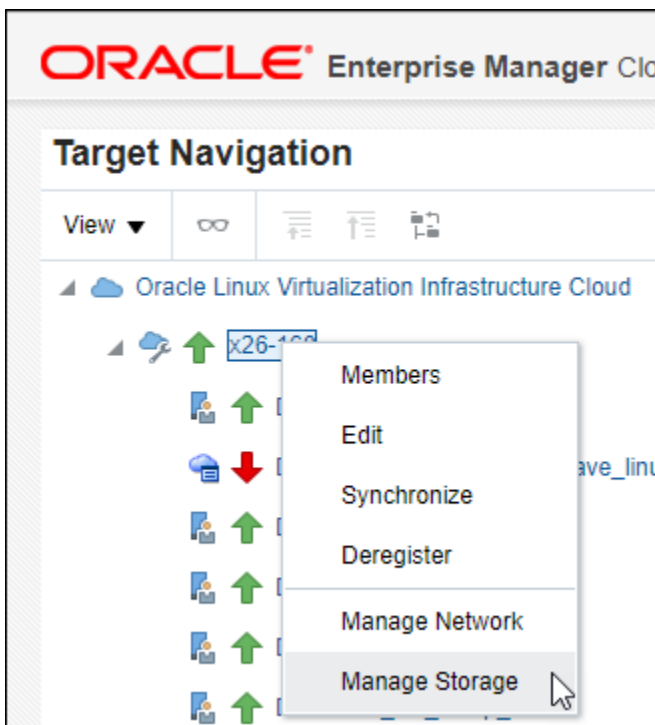 ORACLE Enterprise Manager
Target Navigation
View
Oracle Linux Virtualization Infrastructure Cloud
Members
Edit
Synchronize
Deregister
Manage Network
Manage Storage